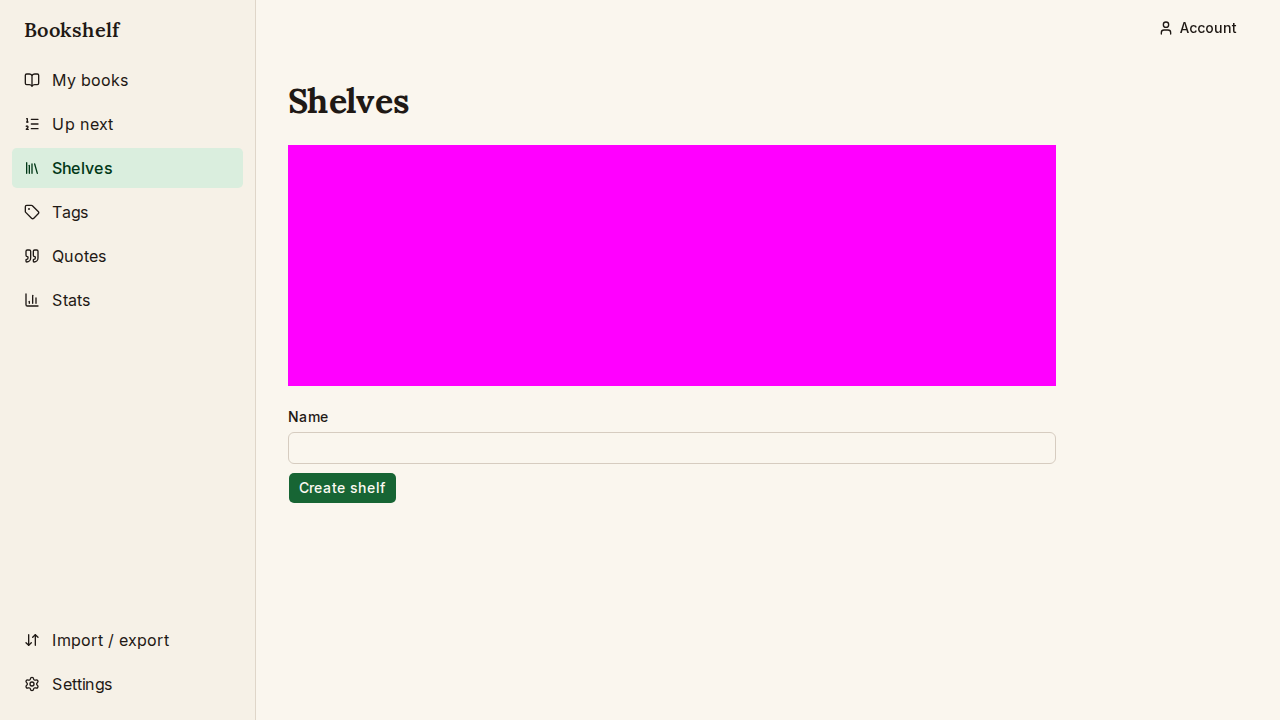 Bookshelf
My books
Up next
Shelves
Tags
Quotes
Stats
Import / export
Settings
Account
Shelves
Name
Create shelf